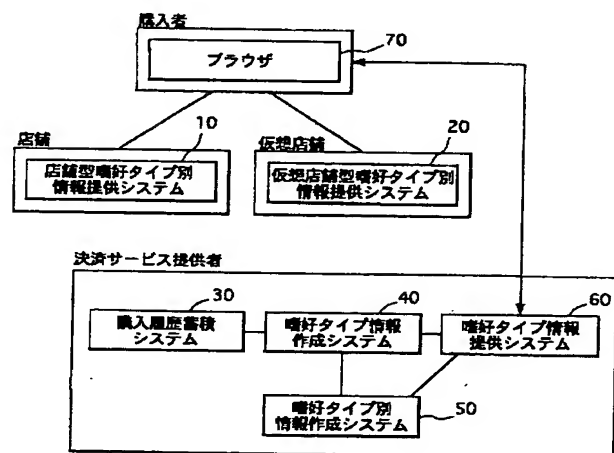 購入者
ブラウザ
70
店舗
10
店舗型嗜好タイプ別
情報提供システム
仮想店舗
20
仮想店舗型嗜好タイプ別
情報提供システム
決済サービス提供者
30
購入履歴蓄積
システム
40
嗜好タイプ情報
作成システム
60
嗜好タイプ情報
提供システム
嗜好タイプ別
情報作成システム
50